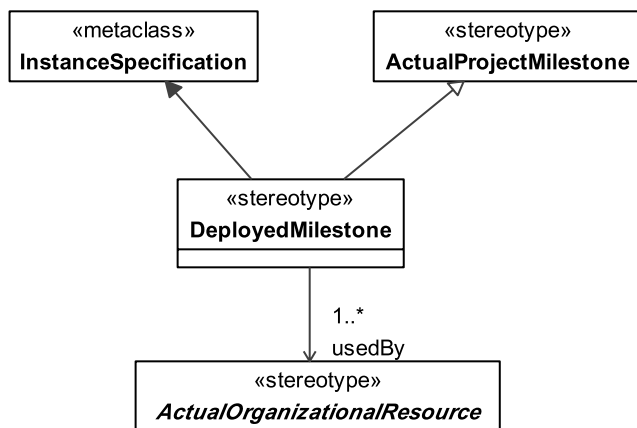 «metaclass»
InstanceSpecification
«stereotype»
ActualProjectMilestone
«stereotype»
DeployedMilestone
1..*
usedBy
«stereotype»
ActualOrganizationalResource